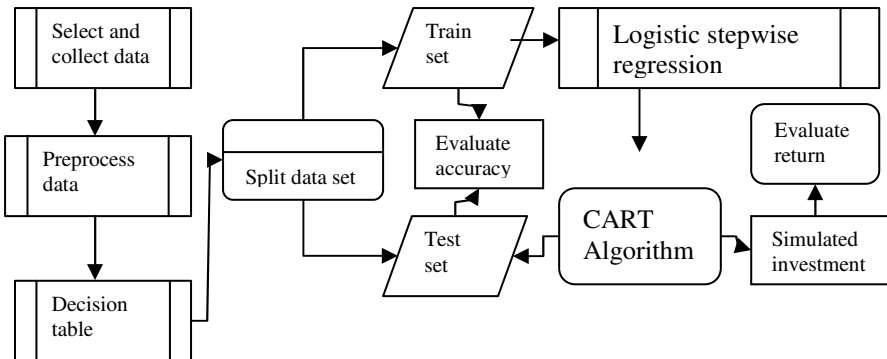 Select and
collect data
Preprocess
data
Decision
table
Split data set
Train
set
Evaluate
accuracy
Test
set
Logistic stepwise
regression
CART
Algorithm
Evaluate
return
Simulated
investment